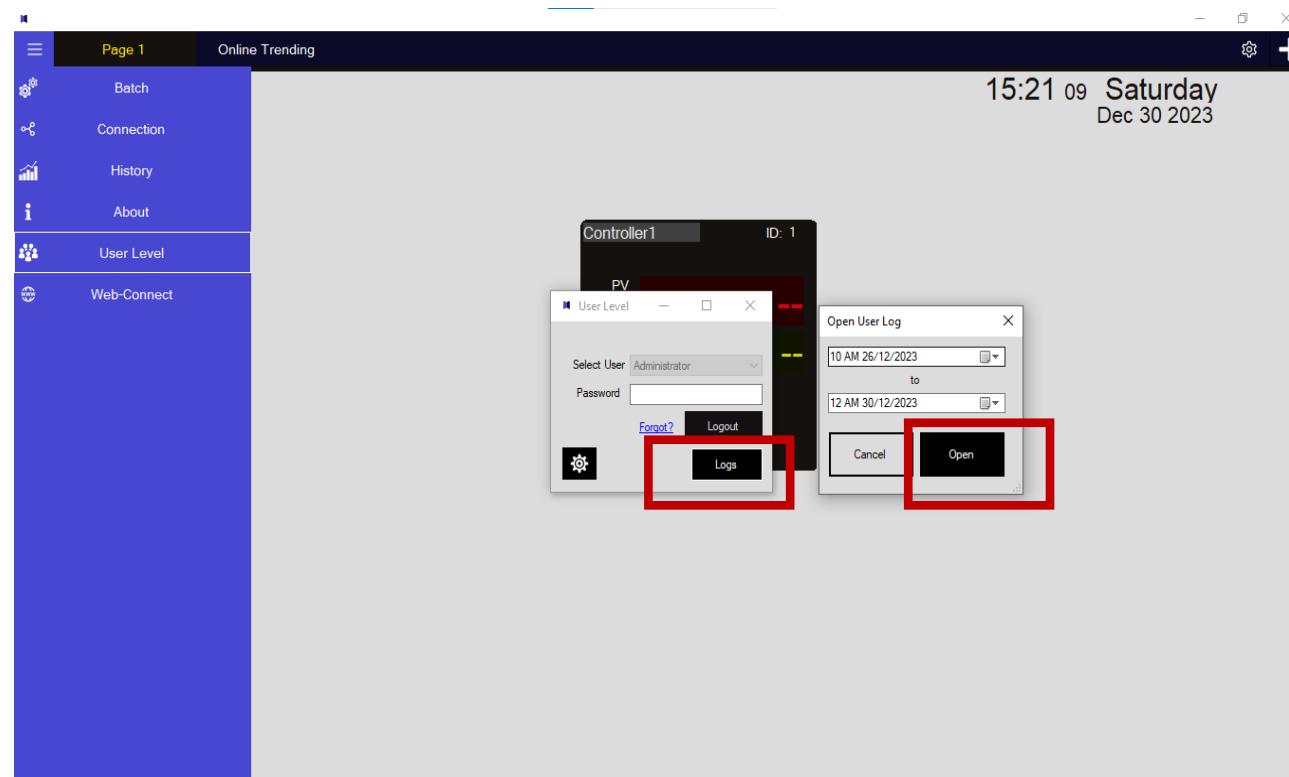 Page 1
Online Trending
Batch
Connection
History
About
User Level
Web-Connect
15:21 09 Saturday
Dec 30 2023
Controller1 ID: 1
PV
--
--
User Level
Select User Administrator
Password
Forgot? Logout
Logs
Open User Log
10 AM 26/12/2023
to
12 AM 30/12/2023
Cancel Open